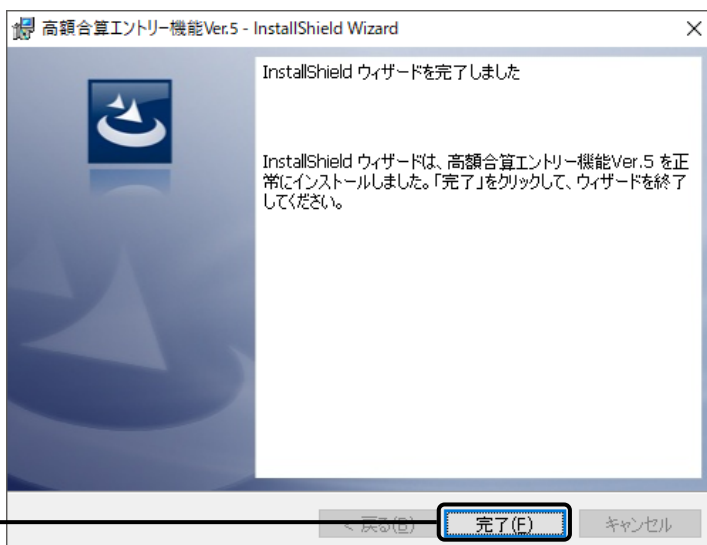 高額合算エントリー機能Ver.5 - InstallShield Wizard
InstallShield ウィザードを完了しました
InstallShield ウィザードは、高額合算エントリー機能Ver.5 を正
常にインストールしました。「完了」をクリックして、ウィザードを終了
してください。
< 戻る(B)
完了(F)
キャンセル